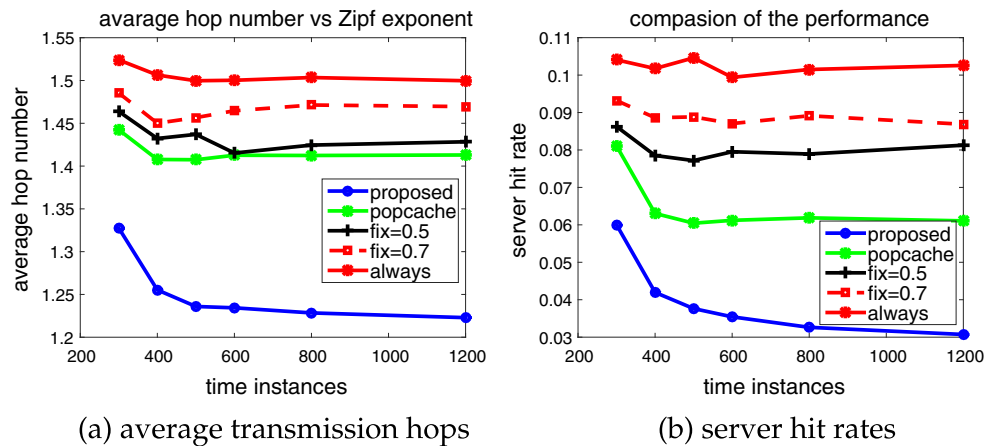 avarage hop number vs Zipf exponent
1.55
1.5
1.45
1.4
1.35
1.3
1.25
1.2
average hop number
proposed
popcache
fix=0.5
fix=0.7
always
200 400 600 800 1000 1200
time instances
(a) average transmission hops
compasion of the performance
0.11
0.1
0.09
0.08
0.07
0.06
0.05
0.04
0.03
server hit rate
proposed
popcache
fix=0.5
fix=0.7
always
200 400 600 800 1000 1200
time instances
(b) server hit rates